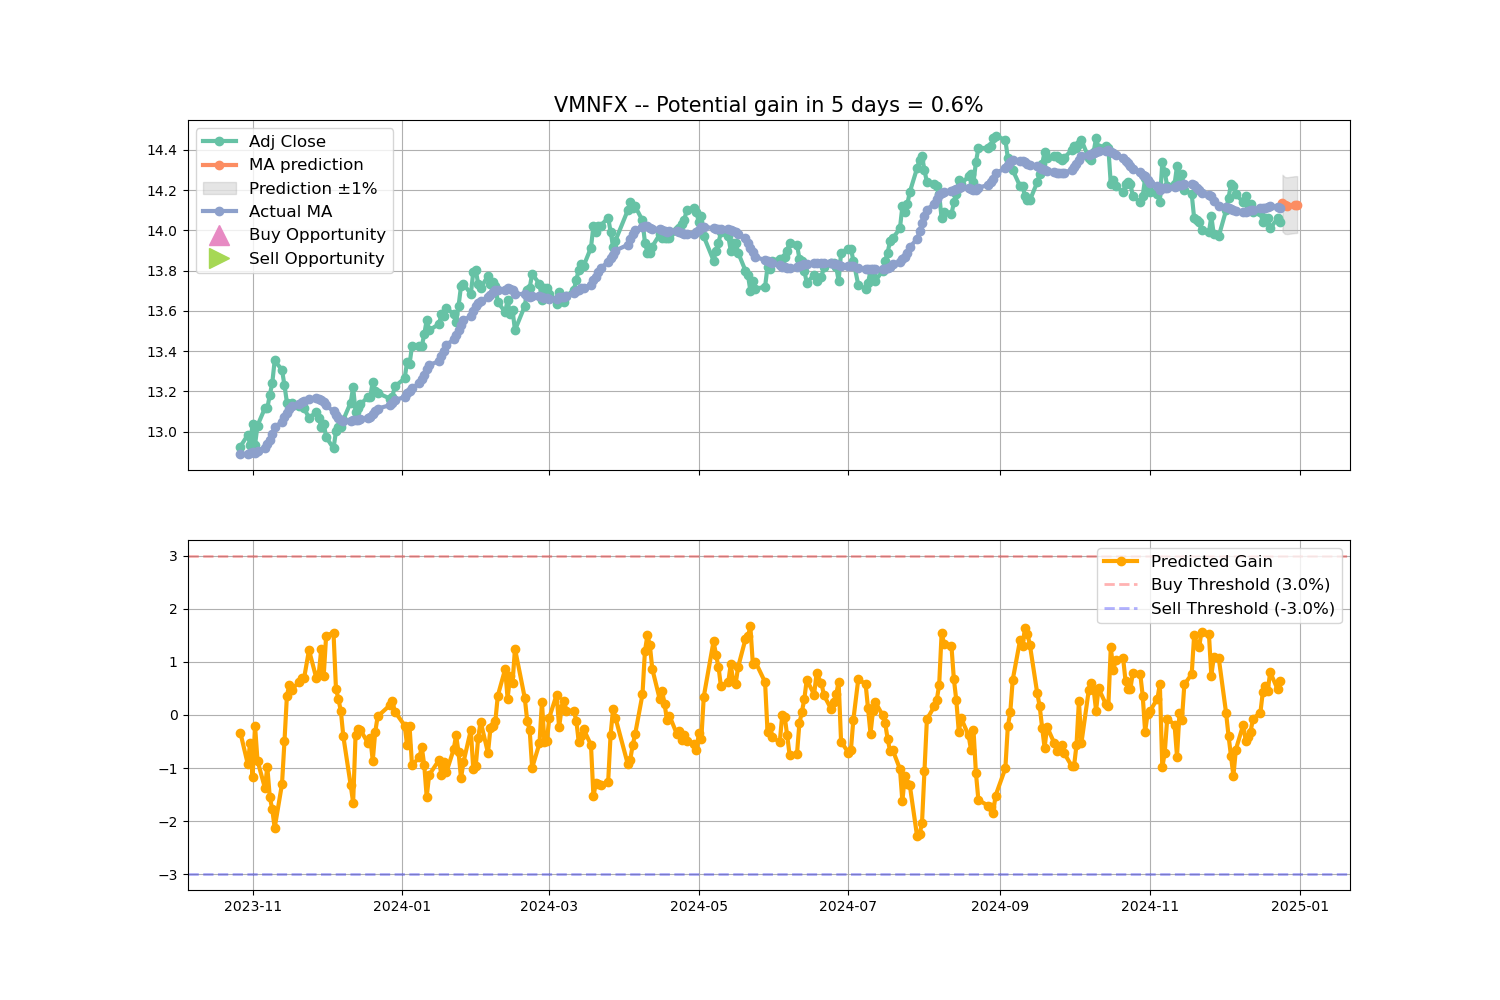 VMNFX -- Potential gain in 5 days = 0.6%
Adj Close
MA prediction
Prediction ±1%
Actual MA
Buy Opportunity
Sell Opportunity
14.4
14.2
14.0
13.8
13.6
13.4
13.2
13.0
Predicted Gain
Buy Threshold (3.0%)
Sell Threshold (-3.0%)
3
2
1
0
−1
−2
−3
2023-11
2024-01
2024-03
2024-05
2024-07
2024-09
2024-11
2025-01